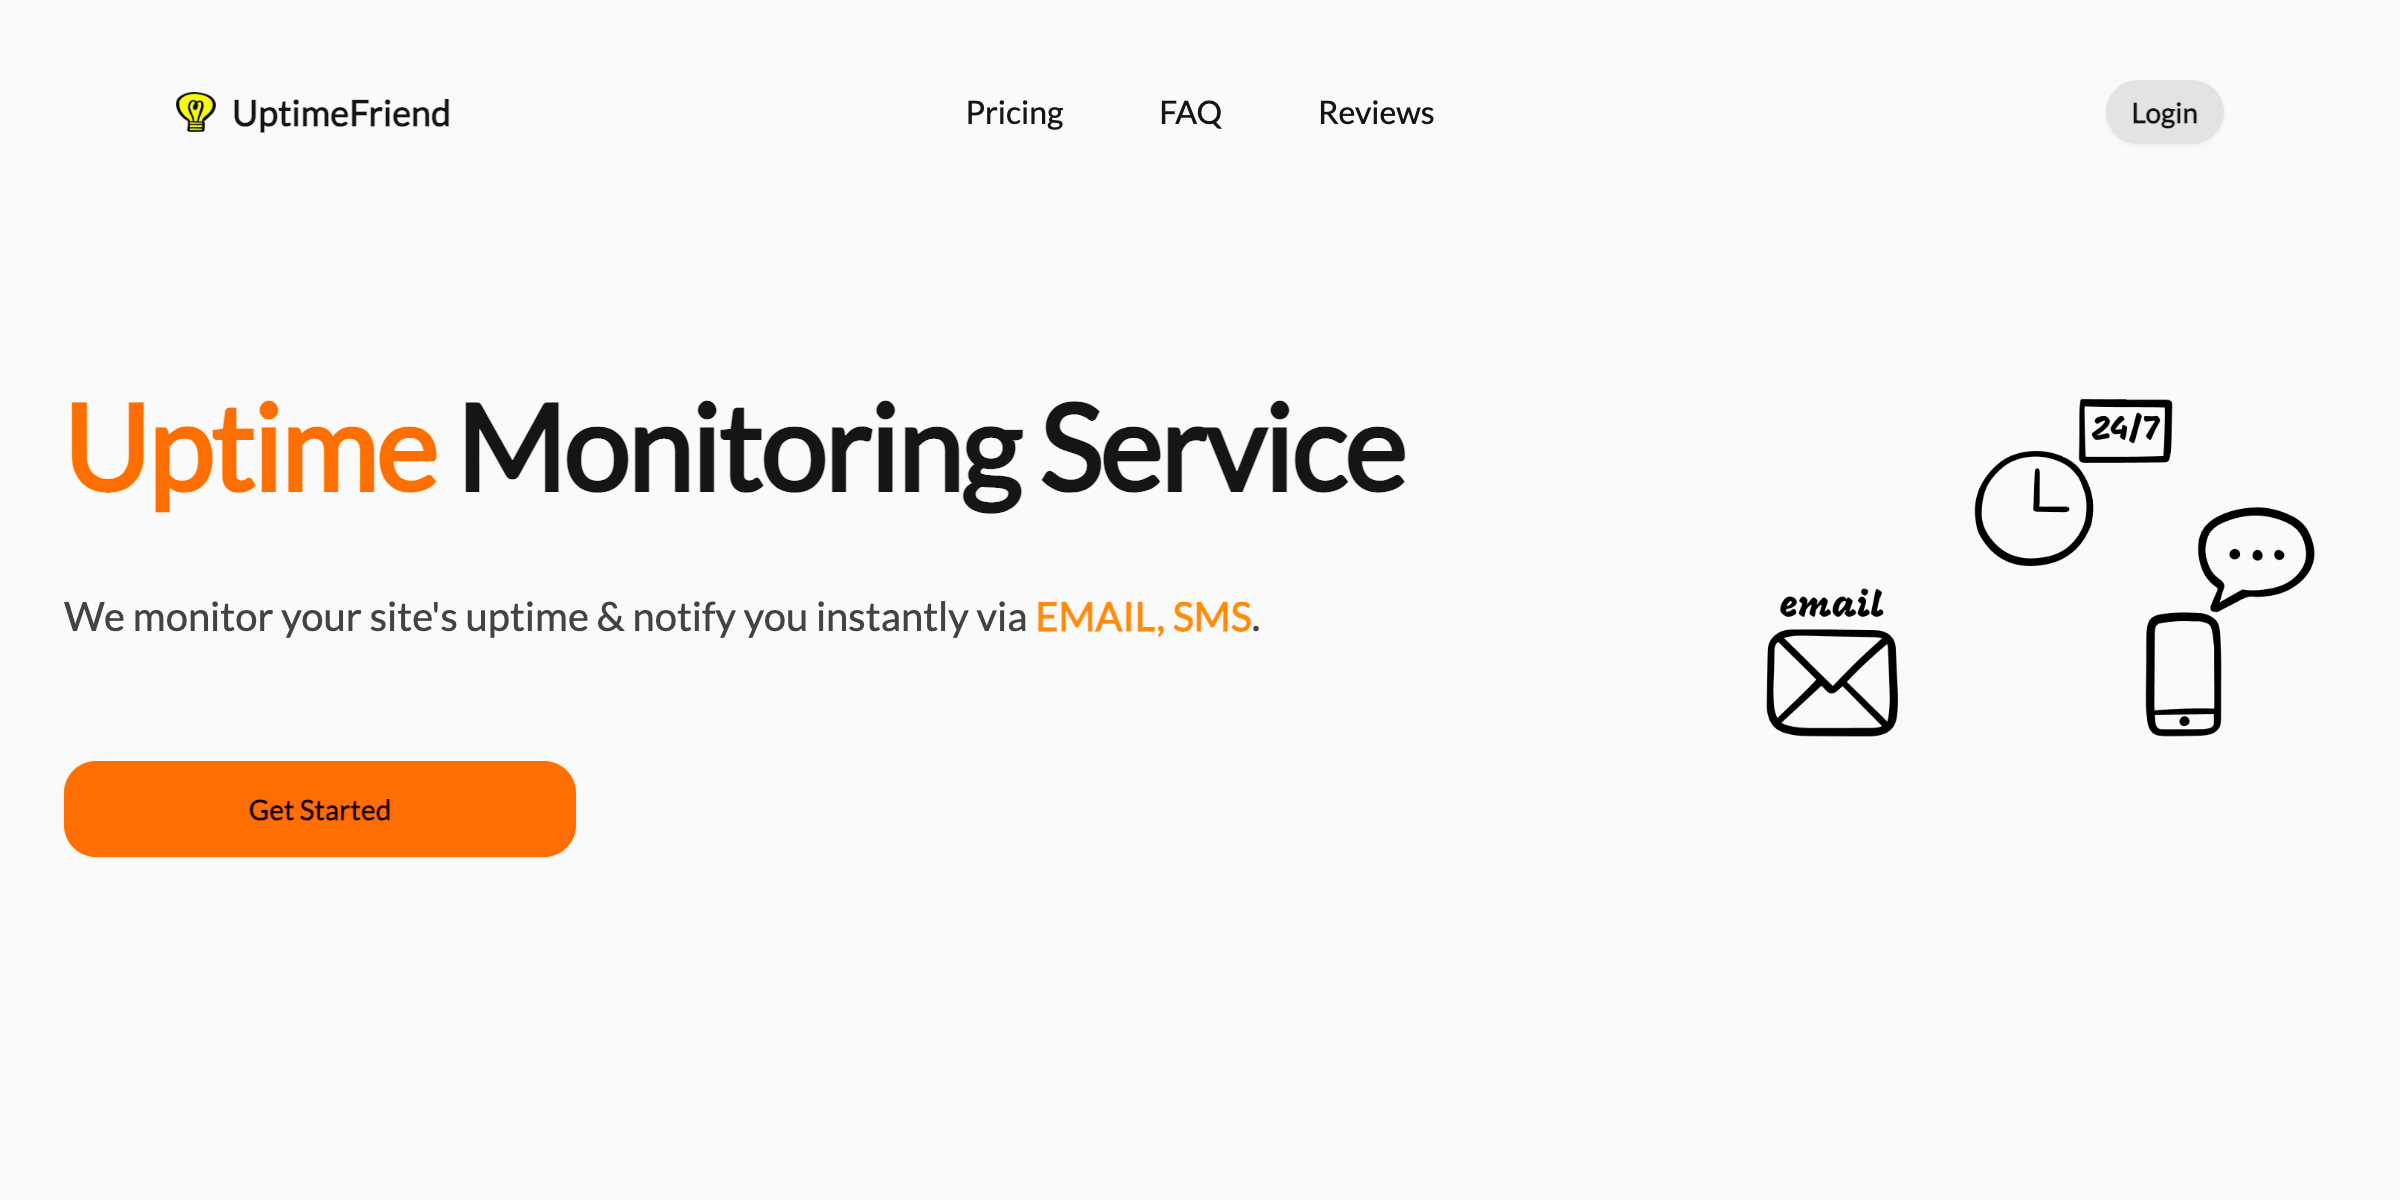 UptimeFriend
Pricing
FAQ
Reviews
Login
Uptime Monitoring Service
We monitor your site's uptime & notify you instantly via EMAIL, SMS.
Get Started
24/7
email